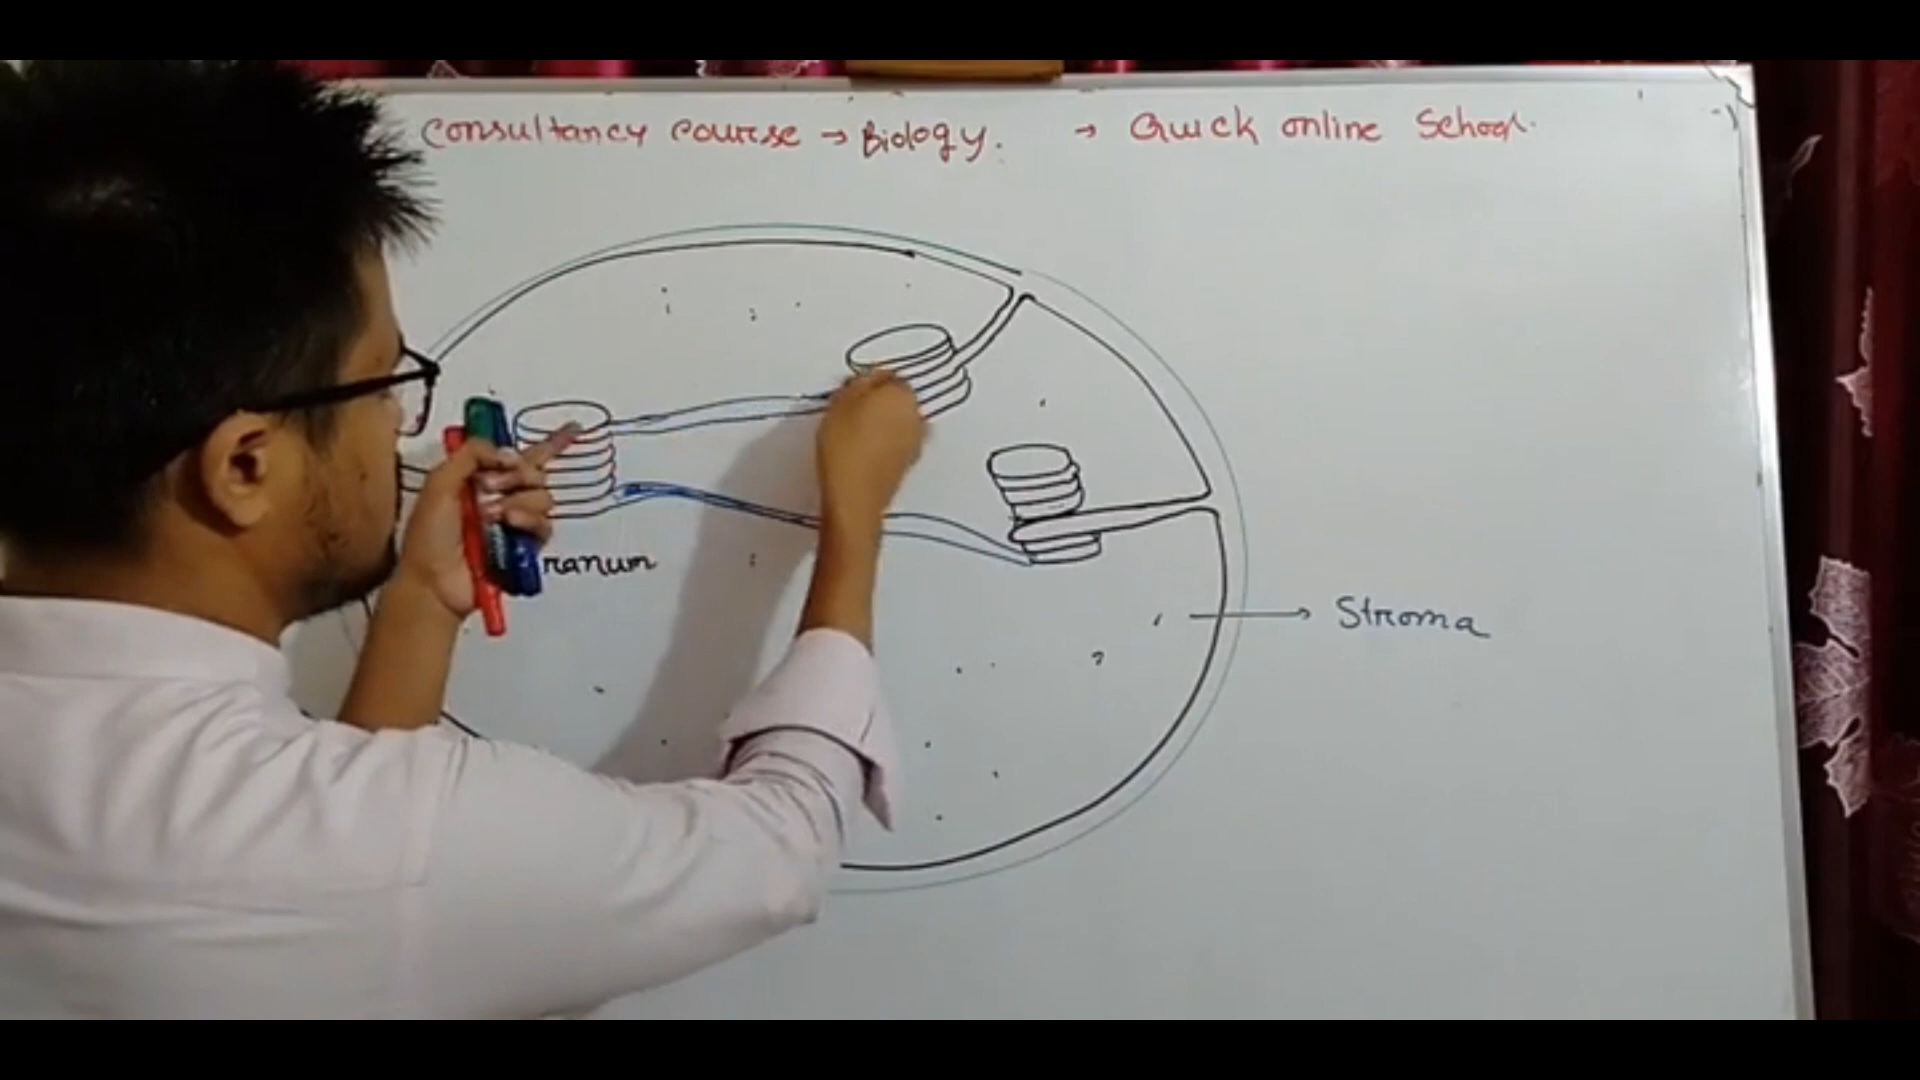 Consultancy course → Biology. → Quick online School.
ranum
Stroma